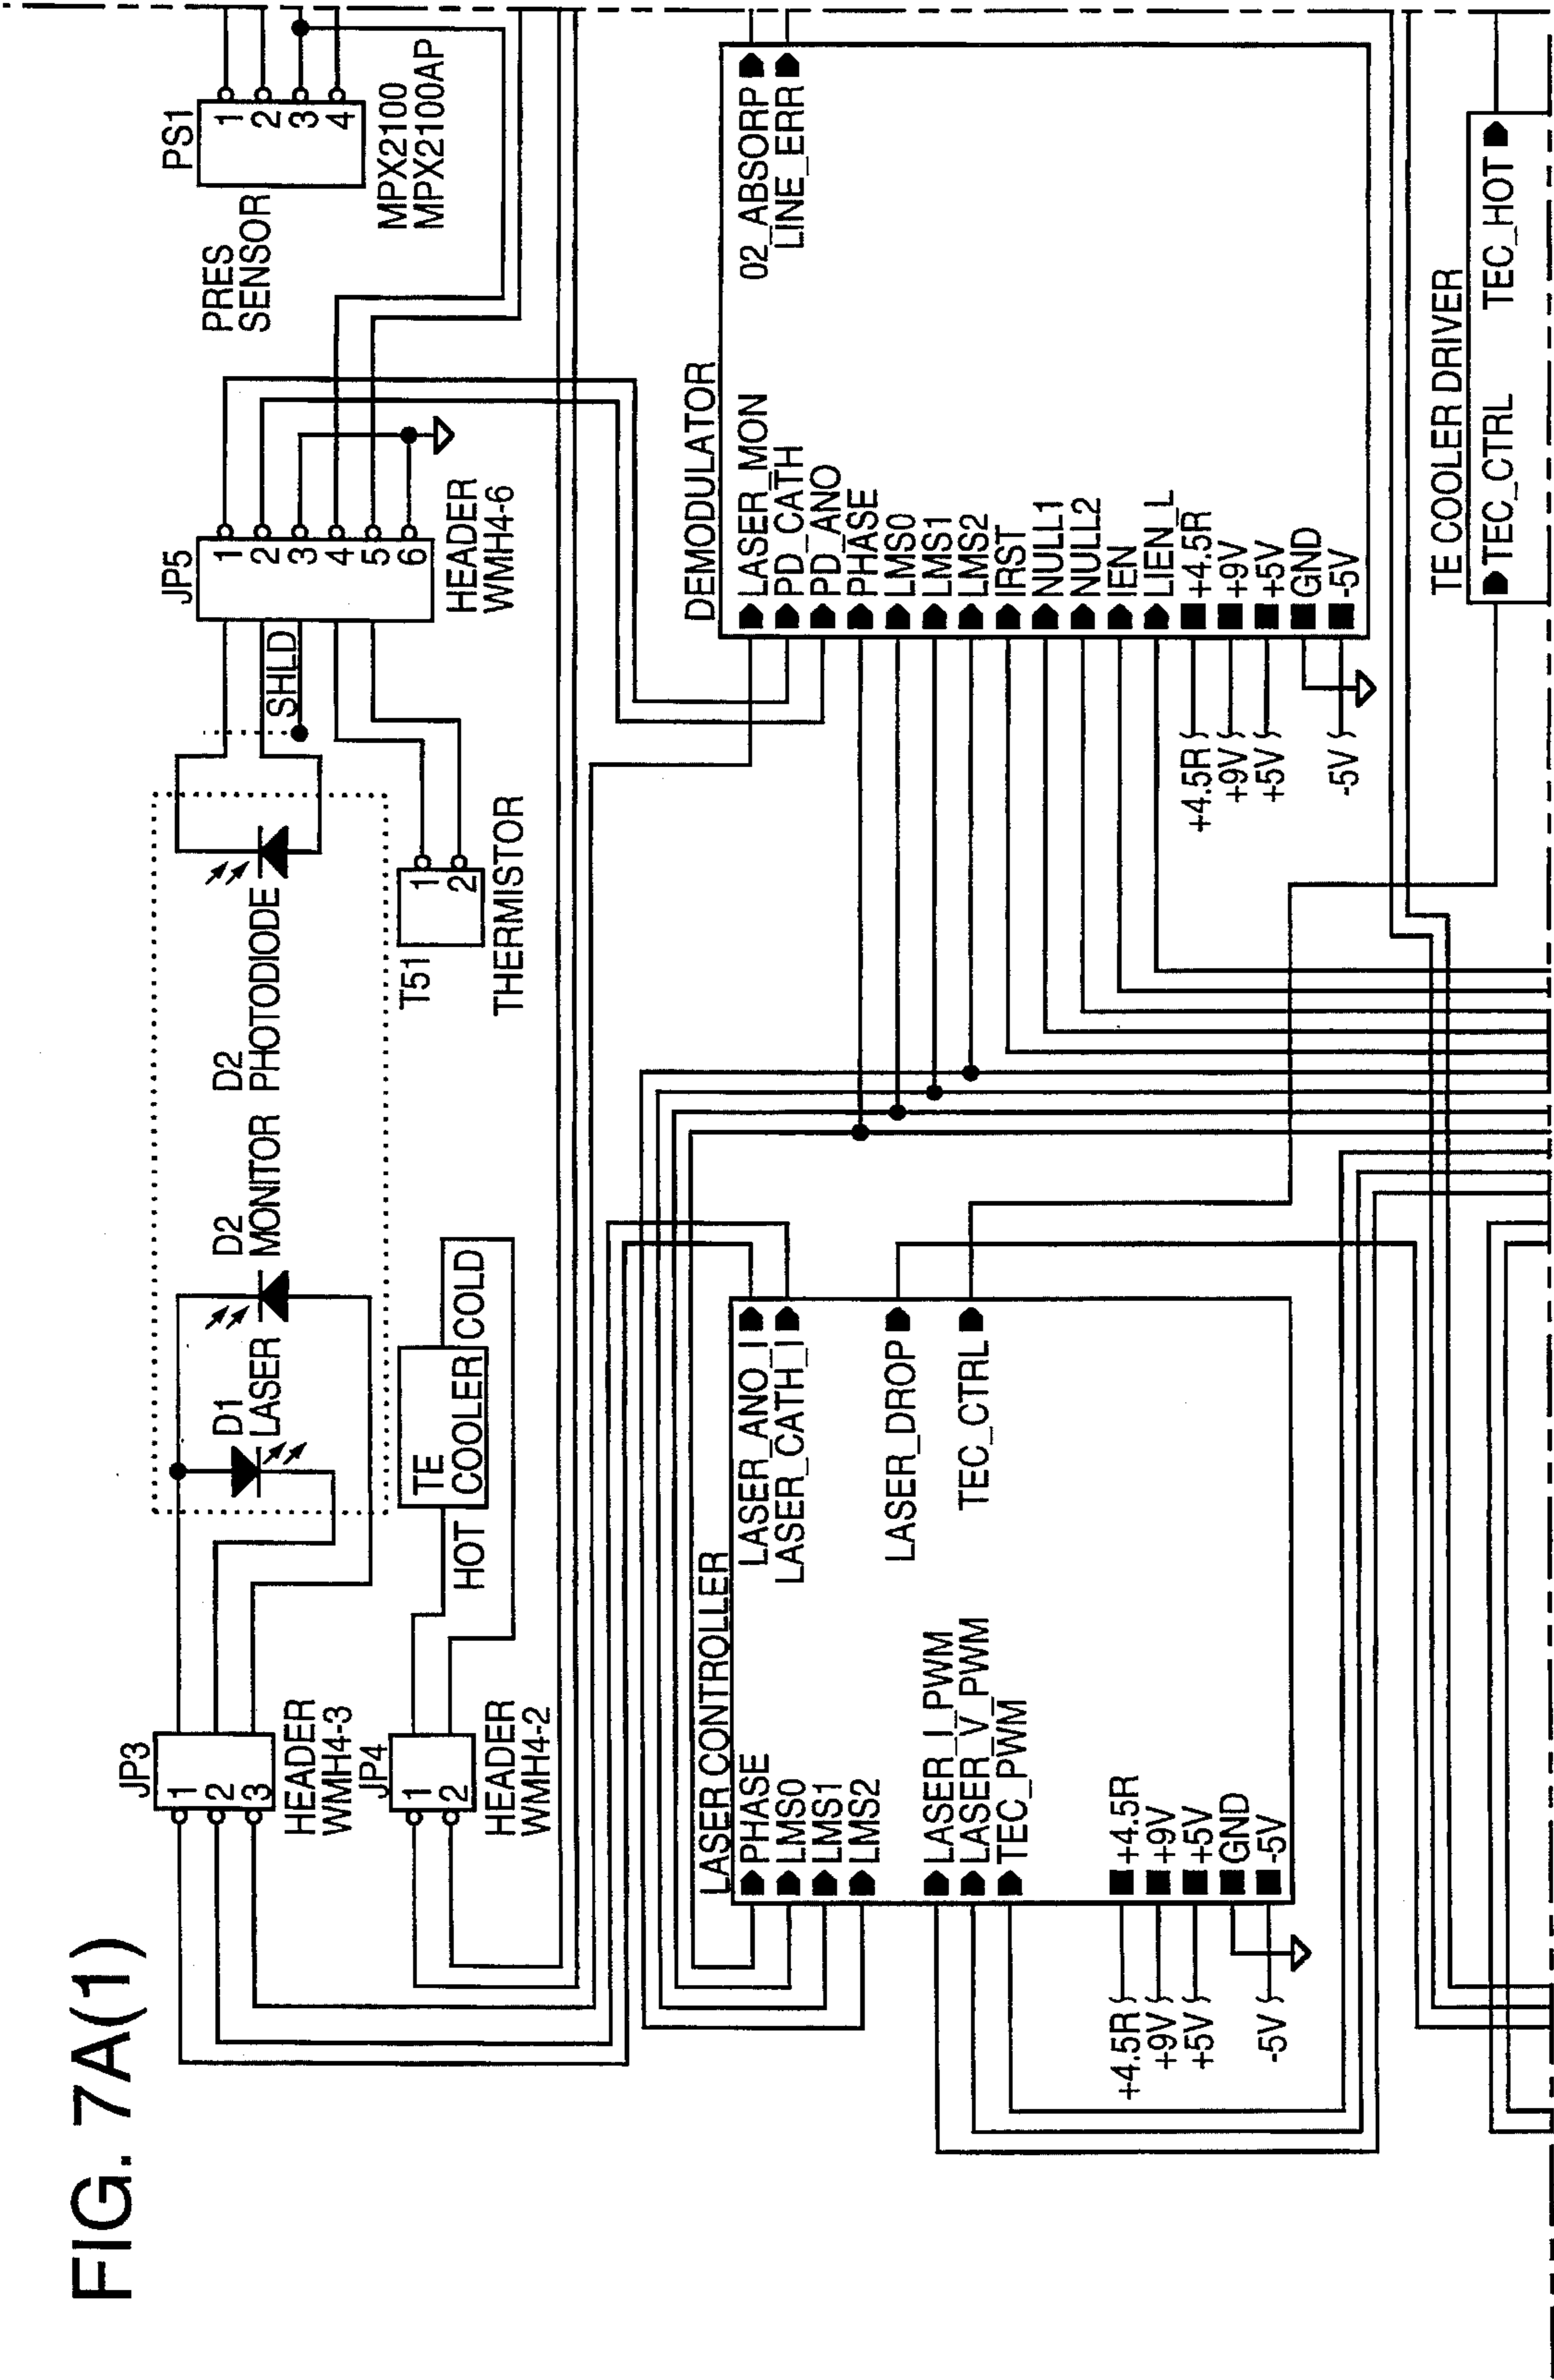 FIG. 7A(1)
JP3
1
2
3
HEADER
WMH4-3
D1
LASER
D2
MONITOR
D2
PHOTODIODE
SHLD
JP5
1
2
3
4
5
6
HEADER
WMH4-6
PRES
SENSOR
PS1
1
2
3
4
MPX2100
MPX2100AP
JP4
1
2
HEADER
WMH4-2
HOT
TE
COOLER
COLD
T51
1
2
THERMISTOR
LASER CONTROLLER
PHASE
LMS0
LMS1
LMS2
LASER_I_PWM
LASER_V_PWM
TEC_PWM
+4.5R
+9V
+5V
GND
-5V
LASER_ANO_I
LASER_CATH_I
LASER_DROP
TEC_CTRL
+4.5R
+9V
+5V
-5V
DEMODULATOR
LASER_MON
PD_CATH
PD_ANO
PHASE
LMS0
LMS1
LMS2
IRST
NULL1
NULL2
IEN
LIEN_L
+4.5R
+9V
+5V
GND
-5V
02_ABSORP
LINE_ERR
+4.5R
+9V
+5V
-5V
TE COOLER DRIVER
TEC_CTRL
TEC_HOT